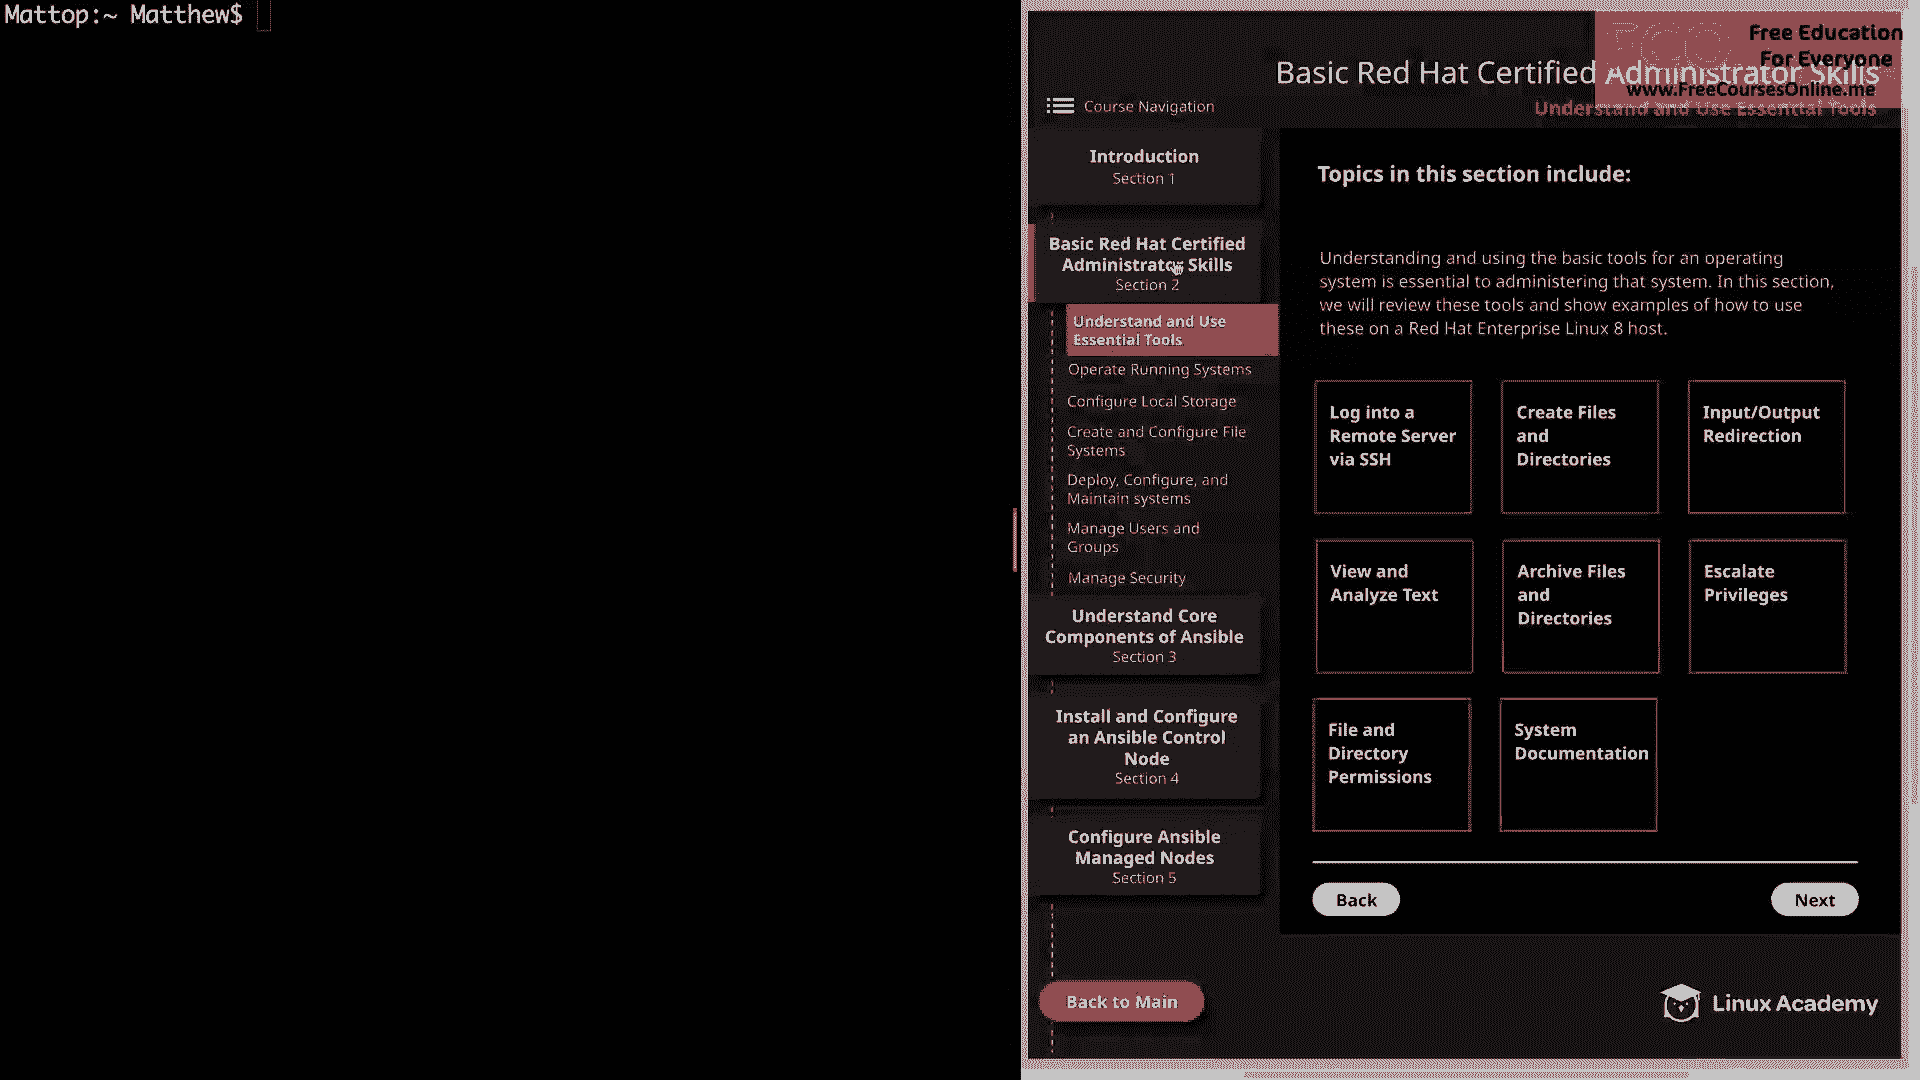 Mattop:~ Matthew$
Free Education
For Everyone
www.FreeCoursesOnline.me
Basic Red Hat Certified Administrator Skills
Understand and Use Essential Tools
Course Navigation
Introduction
Section 1
Basic Red Hat Certified
Administrator Skills
Section 2
Understand and Use
Essential Tools
Operate Running Systems
Configure Local Storage
Create and Configure File
Systems
Deploy, Configure, and
Maintain systems
Manage Users and
Groups
Manage Security
Understand Core
Components of Ansible
Section 3
Install and Configure
an Ansible Control
Node
Section 4
Configure Ansible
Managed Nodes
Section 5
Back to Main
Topics in this section include:
Understanding and using the basic tools for an operating
system is essential to administering that system. In this section,
we will review these tools and show examples of how to use
these on a Red Hat Enterprise Linux 8 host.
Log into a
Remote Server
via SSH
Create Files
and
Directories
Input/Output
Redirection
View and
Analyze Text
Archive Files
and
Directories
Escalate
Privileges
File and
Directory
Permissions
System
Documentation
Back
Next
Linux Academy